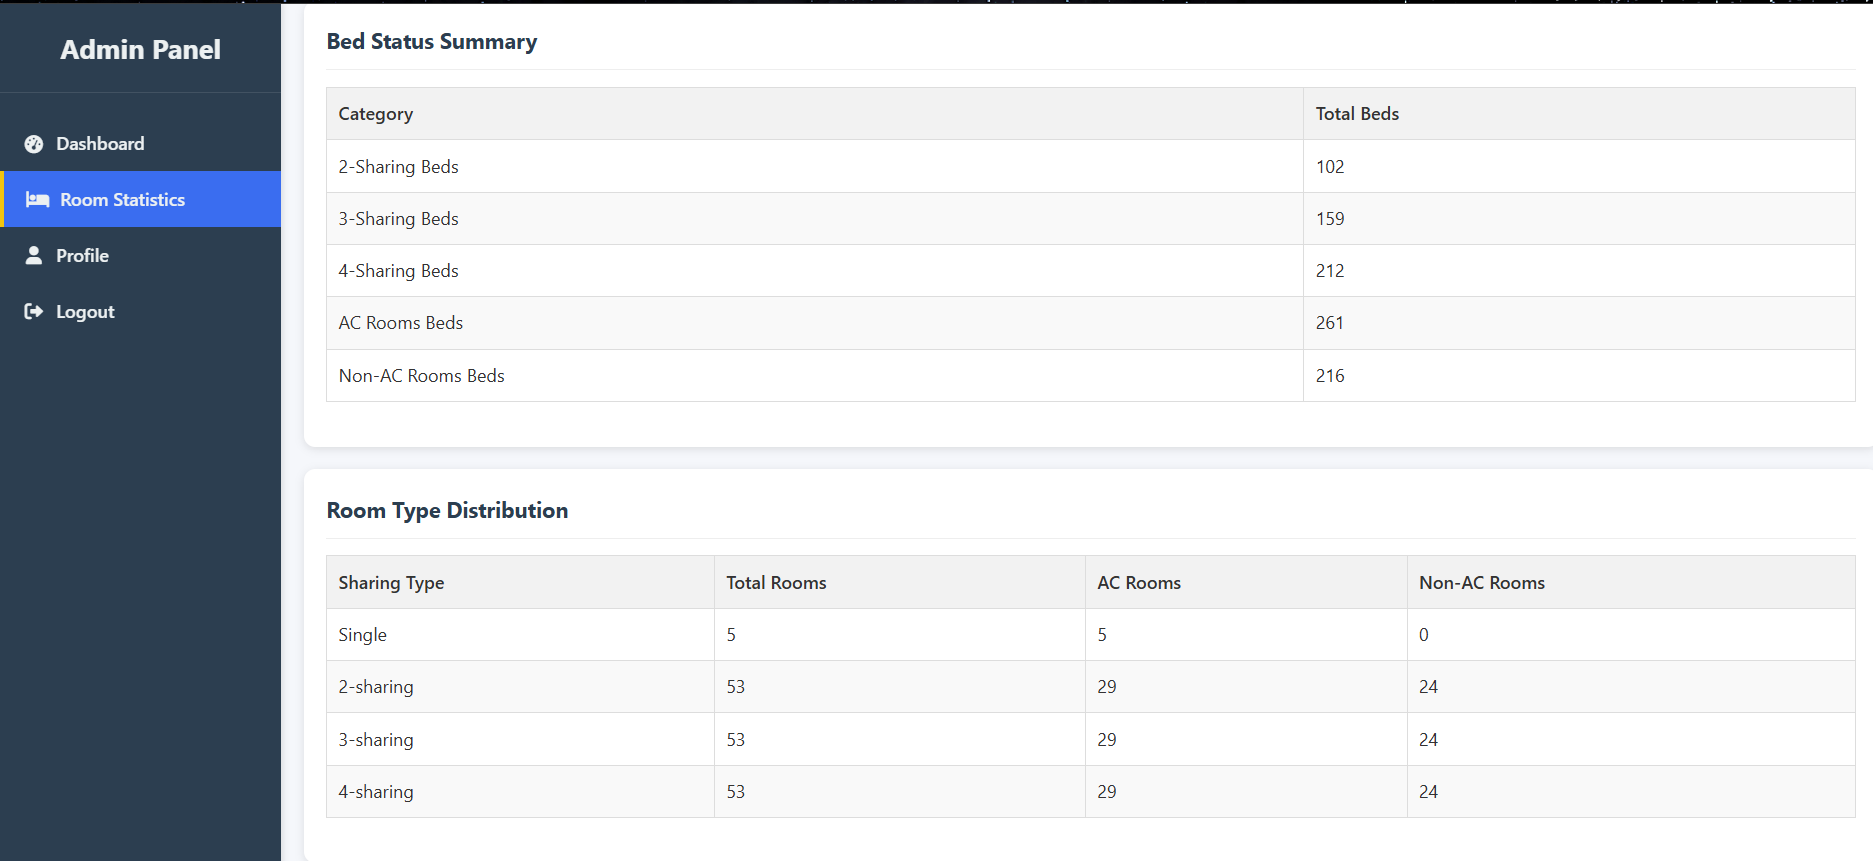 Admin Panel
Dashboard
Room Statistics
Profile
Logout
Bed Status Summary
Category Total Beds
2-Sharing Beds 102
3-Sharing Beds 159
4-Sharing Beds 212
AC Rooms Beds 261
Non-AC Rooms Beds 216
Room Type Distribution
Sharing Type Total Rooms AC Rooms Non-AC Rooms
Single 5 5 0
2-sharing 53 29 24
3-sharing 53 29 24
4-sharing 53 29 24